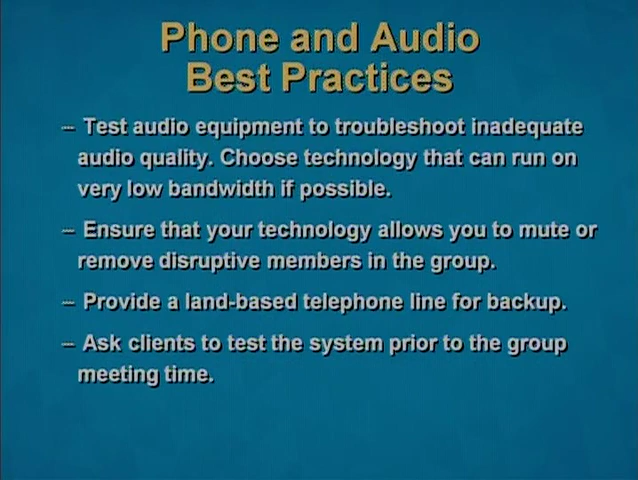 Phone and Audio
Best Practices
– Test audio equipment to troubleshoot inadequate
audio quality. Choose technology that can run on
very low bandwidth if possible.
– Ensure that your technology allows you to mute or
remove disruptive members in the group.
– Provide a land-based telephone line for backup.
– Ask clients to test the system prior to the group
meeting time.